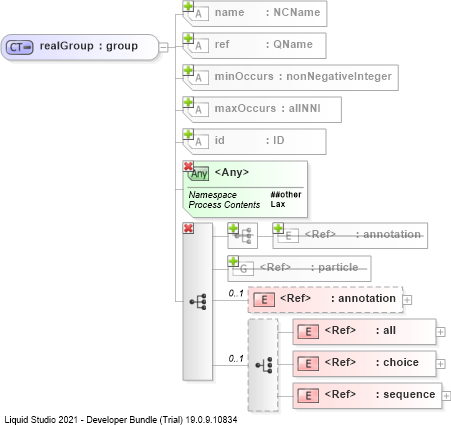 A name : NCName
CT realGroup : group
A ref : QName
A minOccurs : nonNegativeInteger
A maxOccurs : allNNI
A id : ID
Any <Any>
Namespace ##other
Process Contents Lax
E <Ref> : annotation
G <Ref> : particle
0..1 E <Ref> : annotation
E <Ref> : all
0..1 E <Ref> : choice
E <Ref> : sequence
Liquid Studio 2021 - Developer Bundle (Trial) 19.0.9.10834